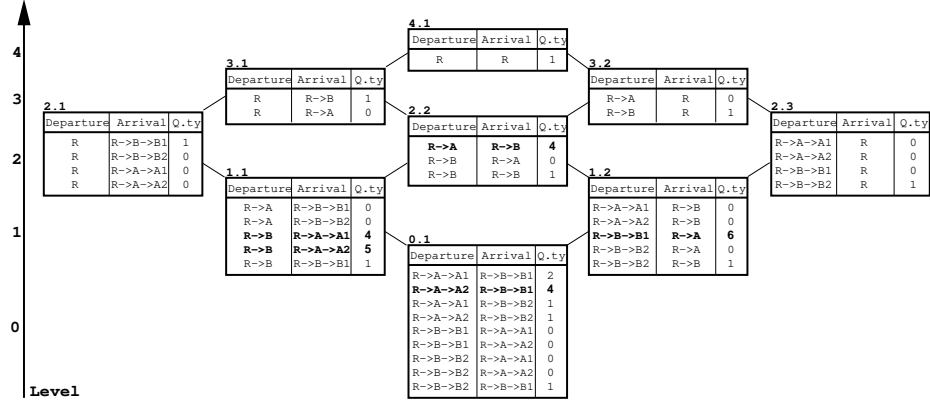 4
3
2
1
0
Level
4.1
Departure Arrival Q.ty
R R 1
3.1
Departure Arrival Q.ty
R R->B 1
R R->A 0
3.2
Departure Arrival Q.ty
R->A R 0
R->B R 1
2.1
Departure Arrival Q.ty
R R->B->B1 1
R R->B->B2 0
R R->A->A1 0
R R->A->A2 0
2.2
Departure Arrival Q.ty
R->A R->B 4
R->B R->A 0
R->B R->B 1
2.3
Departure Arrival Q.ty
R->A->A1 R 0
R->A->A2 R 0
R->B->B1 R 0
R->B->B2 R 1
1.1
Departure Arrival Q.ty
R->A R->B->B1 0
R->A R->B->B2 0
R->B R->A->A1 4
R->B R->A->A2 5
R->B R->B->B1 1
1.2
Departure Arrival Q.ty
R->A->A1 R->B 0
R->A->A2 R->B 0
R->B->B1 R->A 6
R->B->B2 R->A 0
R->B->B2 R->B 1
0.1
Departure Arrival Q.ty
R->A->A1 R->B->B1 2
R->A->A2 R->B->B1 4
R->A->A1 R->B->B2 1
R->A->A2 R->B->B2 1
R->B->B1 R->A->A1 0
R->B->B1 R->A->A2 0
R->B->B2 R->A->A1 0
R->B->B2 R->A->A2 0
R->B->B2 R->B->B1 1